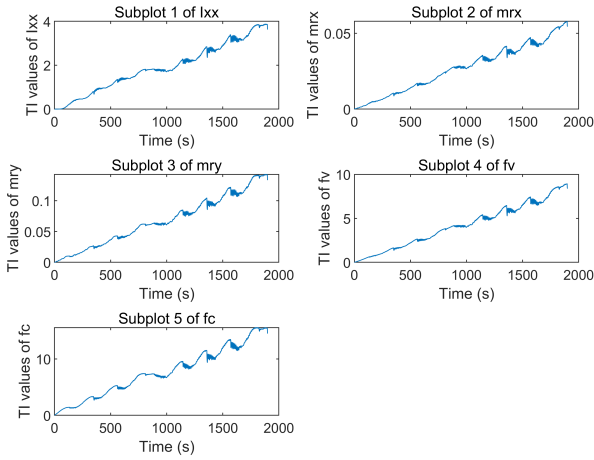 Subplot 1 of Ixx
TI values of Ixx
4
2
0
0 500 1000 1500 2000
Time (s)
Subplot 2 of mrx
TI values of mrx
0.05
0
0 500 1000 1500 2000
Time (s)
Subplot 3 of mry
TI values of mry
0.1
0.05
0
0 500 1000 1500 2000
Time (s)
Subplot 4 of fv
TI values of fv
10
5
0
0 500 1000 1500 2000
Time (s)
Subplot 5 of fc
TI values of fc
10
0
0 500 1000 1500 2000
Time (s)